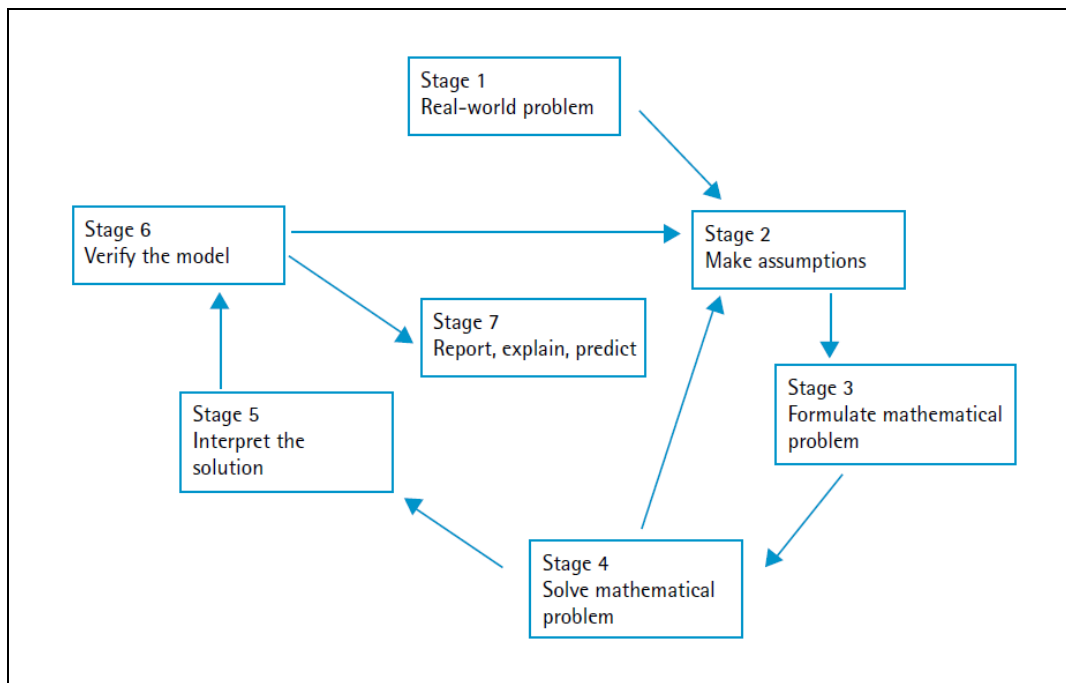 Stage 1
Real-world problem
Stage 2
Make assumptions
Stage 3
Formulate mathematical
problem
Stage 4
Solve mathematical
problem
Stage 5
Interpret the
solution
Stage 6
Verify the model
Stage 7
Report, explain, predict